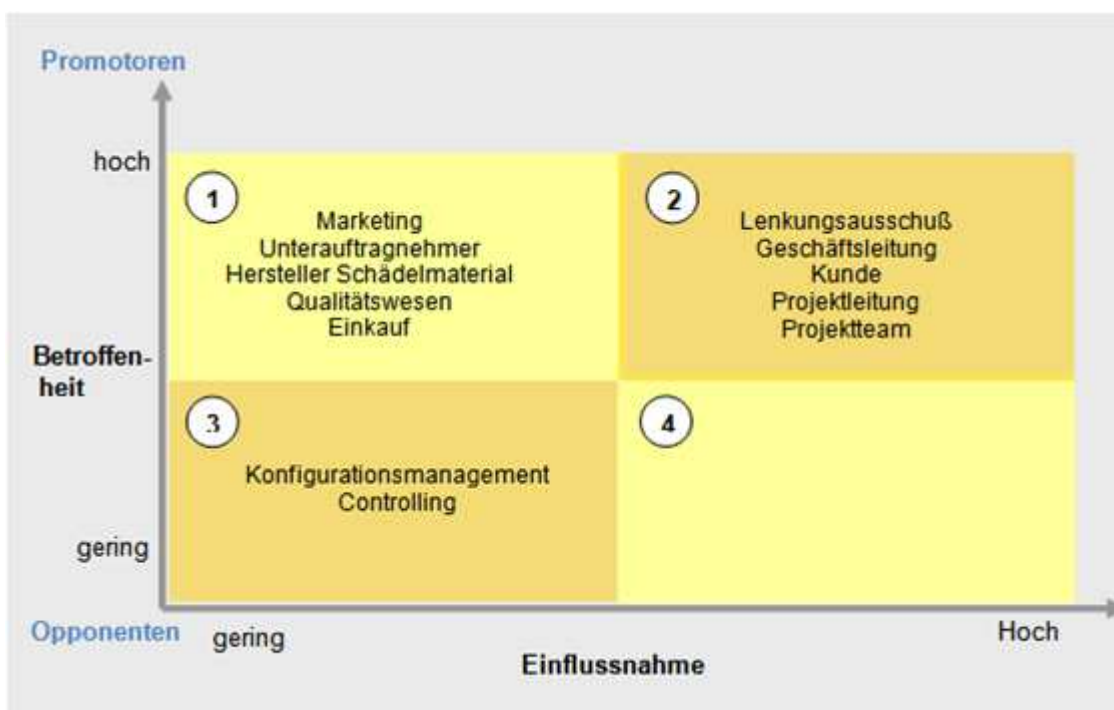 Promotoren
hoch
1
Marketing
Unterauftragnehmer
Hersteller Schädelmaterial
Qualitätswesen
Einkauf
2
Lenkungsausschuß
Geschäftsleitung
Kunde
Projektleitung
Projektteam
Betroffen-
heit
3
Konfigurationsmanagement
Controlling
4
gering
Opponenten
gering
Hoch
Einflussnahme